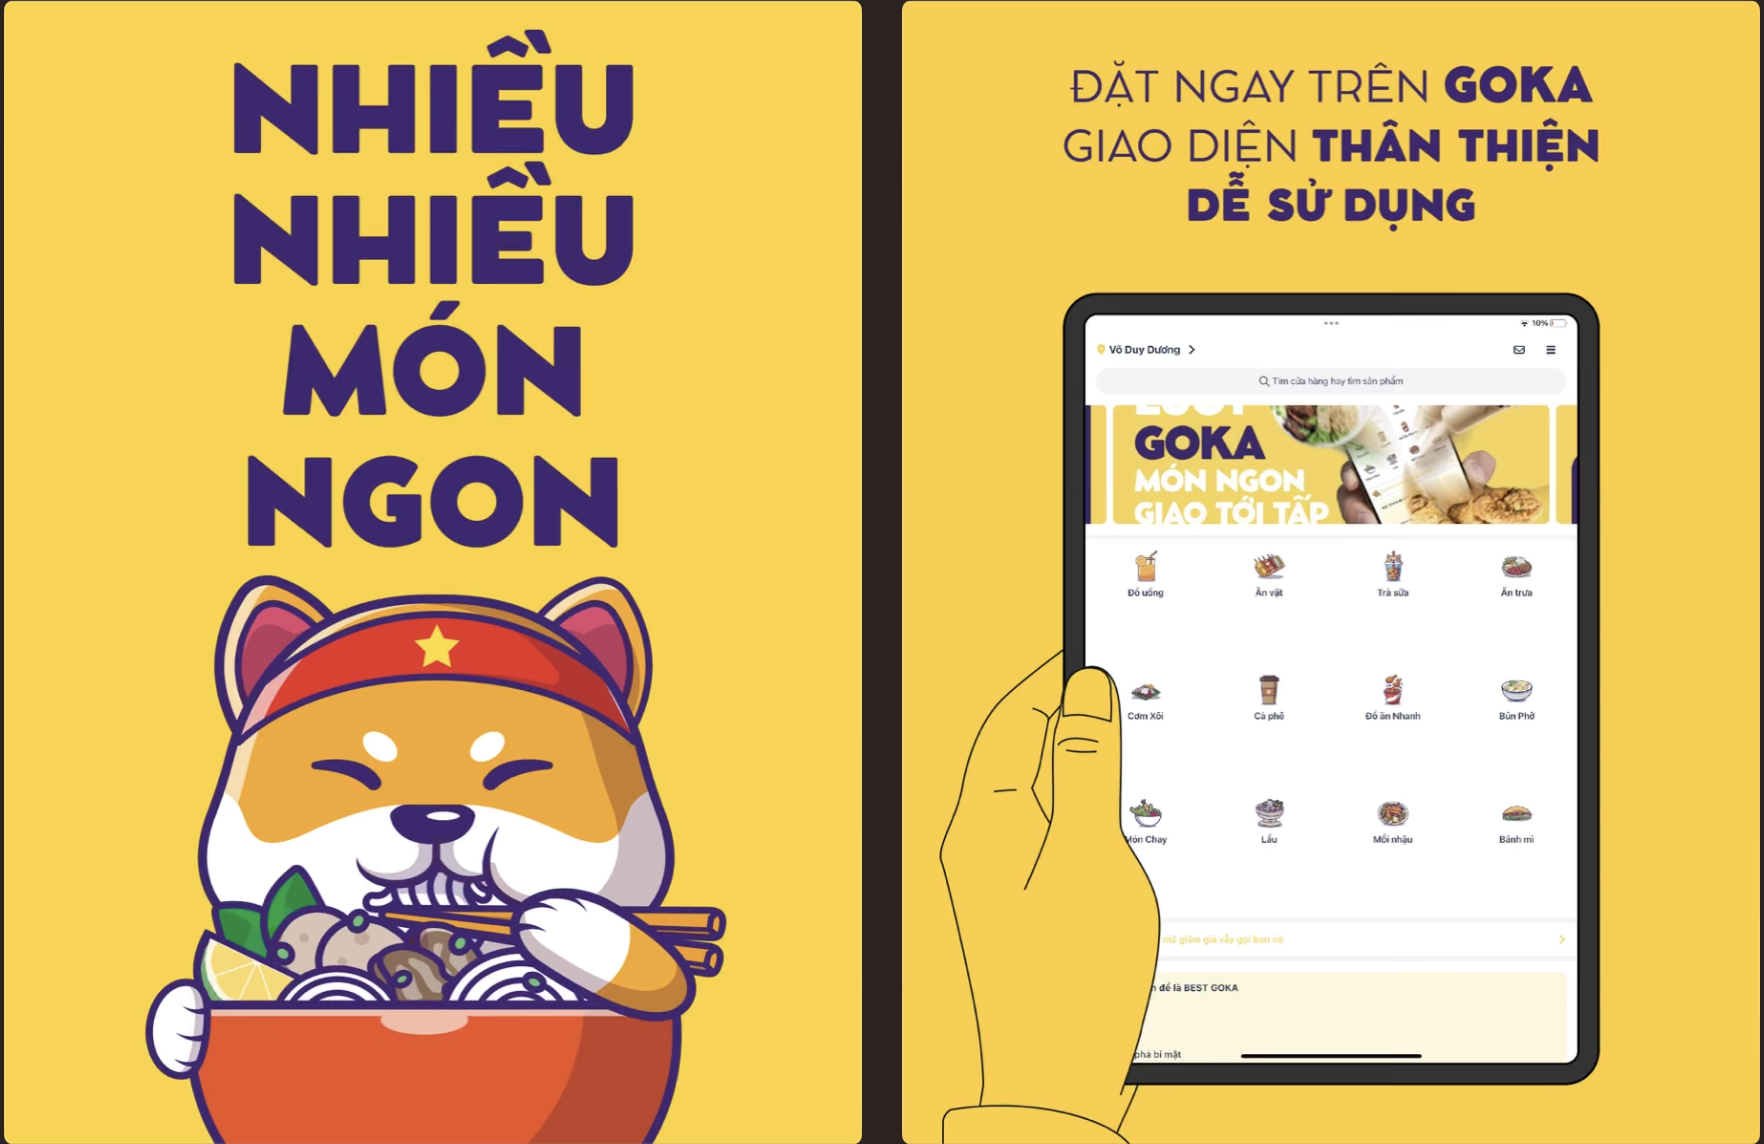 NHIỀU
NHIỀU
MÓN
NGON
ĐẶT NGAY TRÊN GOKA
GIAO DIỆN THÂN THIỆN
DỄ SỬ DỤNG
10%
Võ Duy Dương
Tìm cửa hàng hay tìm sản phẩm
GOKA
MÓN NGON
GIAO TỚI TẤP
Đồ uống
Ăn vặt
Trà sữa
Ăn trưa
Cơm Xôi
Cà phê
Đồ ăn Nhanh
Bún Phở
Món Chay
Lẩu
Mồi nhậu
Bánh mì
mã giảm giá vẫy gọi bạn nè
để là BEST GOKA
phá bí mật